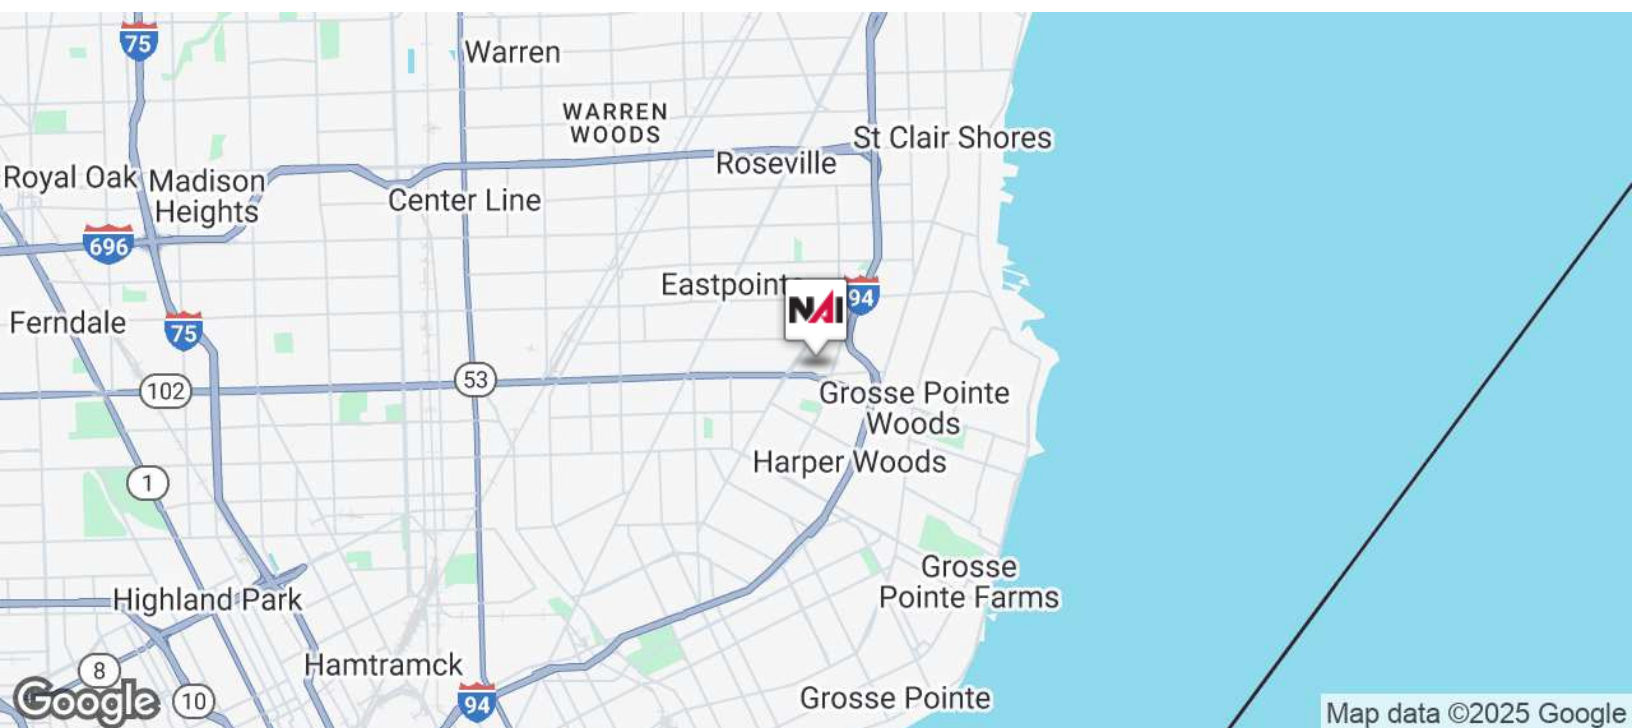 75
Warren
WARREN
WOODS
St Clair Shores
Roseville
Royal Oak
Madison
Heights
Center Line
696
Eastpointe
94
NAI
Ferndale
75
102
53
Grosse Pointe
Woods
Harper Woods
1
Grosse
Pointe Farms
Highland Park
Hamtramck
8
10
94
Grosse Pointe
Google
Map data ©2025 Google